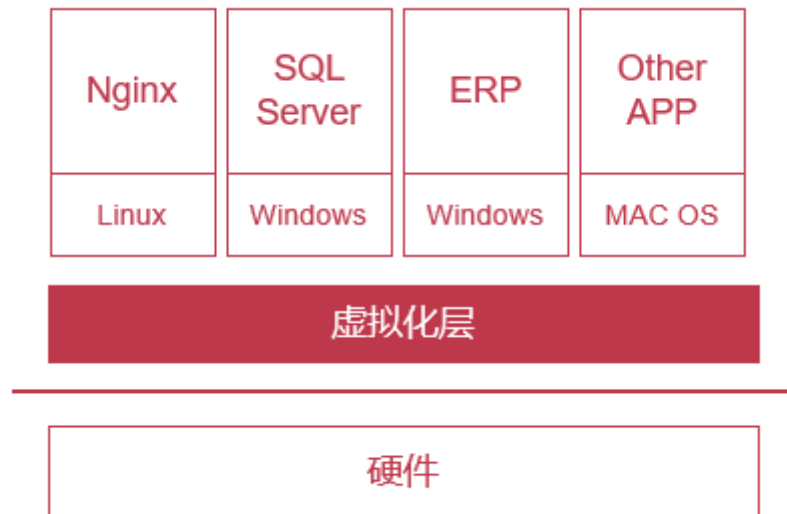 Nginx
SQL
Server
ERP
Other
APP
Linux
Windows
Windows
MAC OS
虚拟化层
硬件